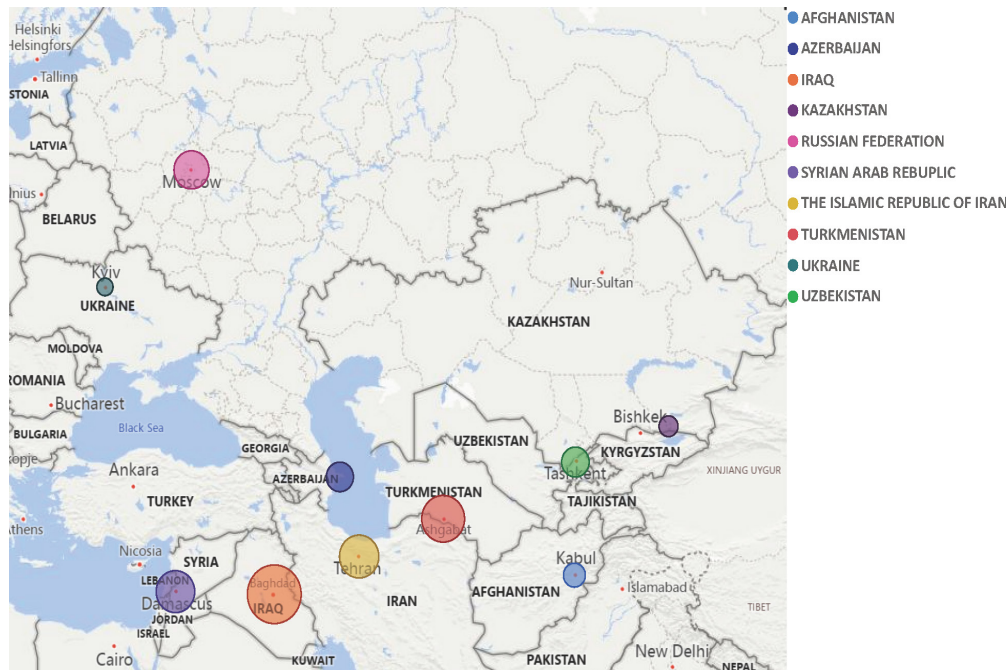 Helsinki
Helsingfors
Tallinn
STONIA
LATVIA
lnius
BELARUS
Moscow
Kyiv
UKRAINE
MOLDOVA
ROMANIA
Bucharest
BULGARIA
opje
Black Sea
Ankara
TURKEY
Athens
Nicosia
SYRIA
LEBANON
Damascus
JORDAN
ISRAEL
Cairo
GEORGIA
AZERBAIJAN
Baghdad
IRAQ
KUWAIT
Tehran
IRAN
Nur-Sultan
KAZAKHSTAN
UZBEKISTAN
TURKMENISTAN
Ashgabat
Bishkek
KYRGYZSTAN
Tashkent
TAJIKISTAN
XINJIANG UYGUR
Kabul
AFGHANISTAN
Islamabad
TIBET
PAKISTAN
New Delhi
NEPAL
AFGHANISTAN
AZERBAIJAN
IRAQ
KAZAKHSTAN
RUSSIAN FEDERATION
SYRIAN ARAB REBUPLIC
THE ISLAMIC REPUBLIC OF IRAN
TURKMENISTAN
UKRAINE
UZBEKISTAN